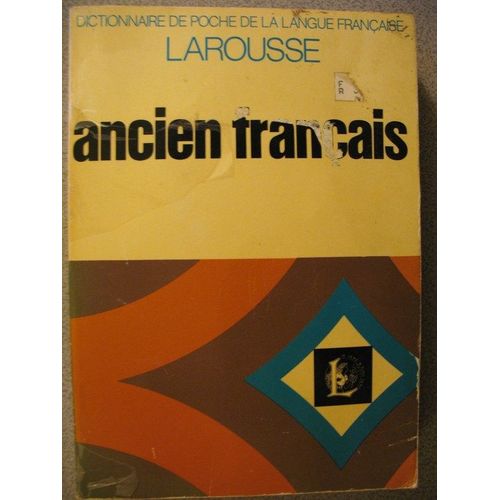 DICTIONNAIRE DE POCHE DE LA LANGUE FRANÇAISE
LAROUSSE
F
R
ancien français
L